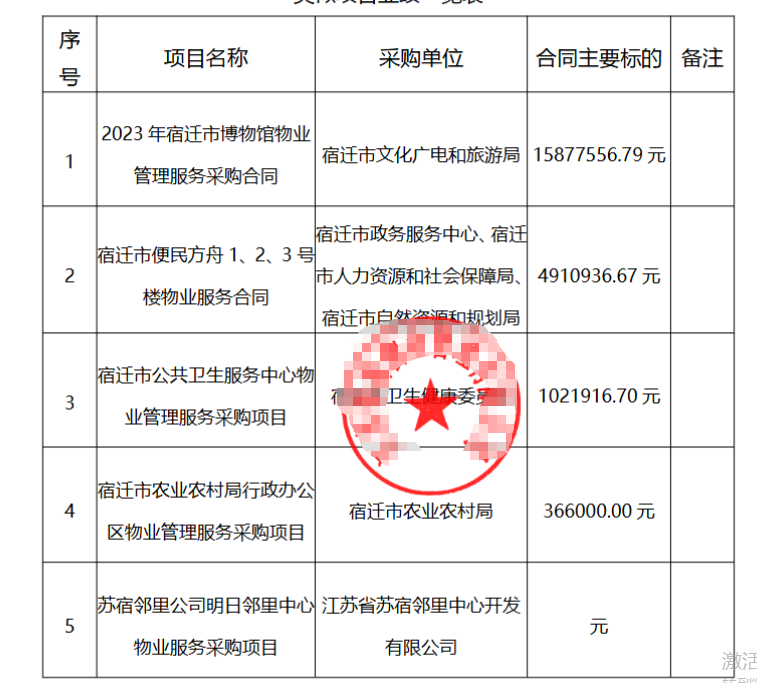 序
号
项目名称
采购单位
合同主要标的
备注
1
2023 年宿迁市博物馆物业
管理服务采购合同
宿迁市文化广电和旅游局
15877556.79 元
2
宿迁市便民方舟 1、2、3 号
楼物业服务合同
宿迁市政务服务中心、宿迁
市人力资源和社会保障局、
宿迁市自然资源和规划局
4910936.67 元
3
宿迁市公共卫生服务中心物
业管理服务采购项目
卫生健康委
1021916.70 元
4
宿迁市农业农村局行政办公
区物业管理服务采购项目
宿迁市农业农村局
366000.00 元
5
苏宿邻里公司明日邻里中心
物业服务采购项目
江苏省苏宿邻里中心开发
有限公司
元
激活